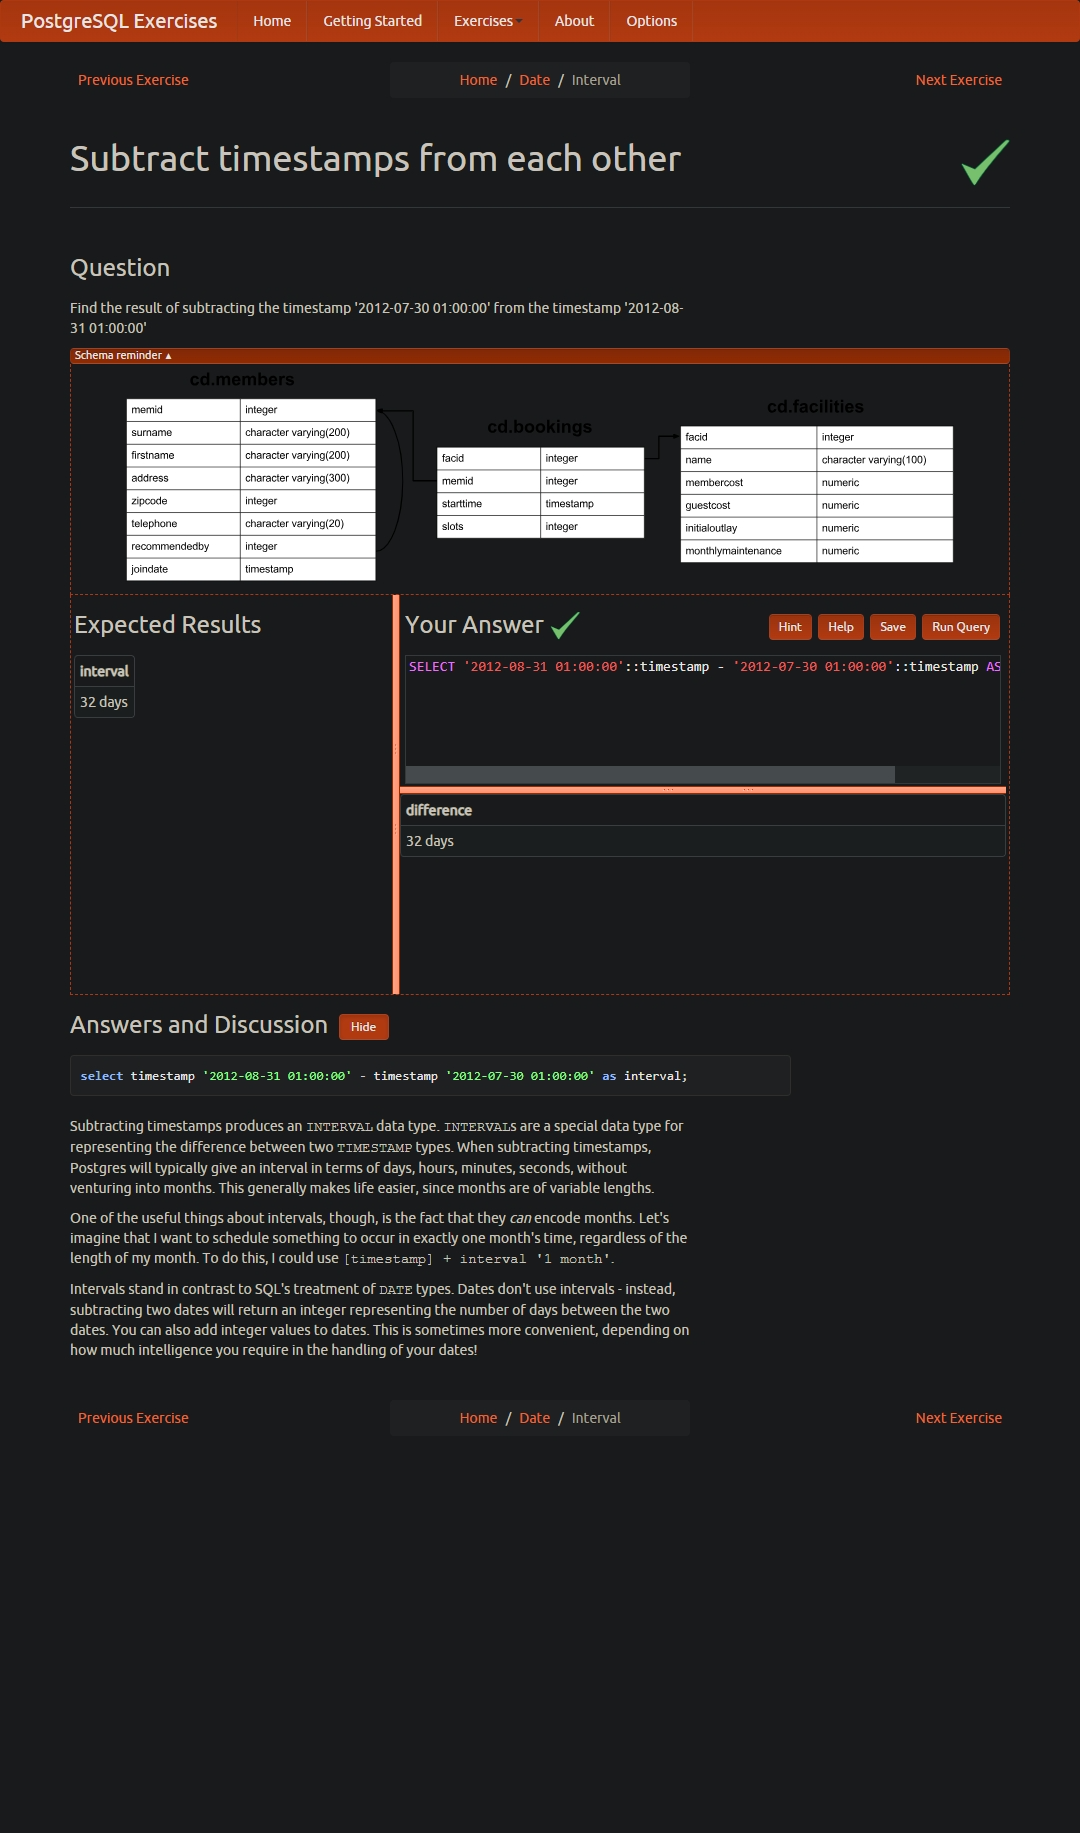 PostgreSQL Exercises Home Getting Started Exercises About Options
Previous Exercise Home / Date / Interval Next Exercise
Subtract timestamps from each other
Question
Find the result of subtracting the timestamp '2012-07-30 01:00:00' from the timestamp '2012-08-
31 01:00:00'
Schema reminder ▲
cd.members
memid integer
surname character varying(200)
firstname character varying(200)
address character varying(300)
zipcode integer
telephone character varying(20)
recommendedby integer
joindate timestamp
cd.bookings
facid integer
memid integer
starttime timestamp
slots integer
cd.facilities
facid integer
name character varying(100)
membercost numeric
guestcost numeric
initialoutlay numeric
monthlymaintenance numeric
Expected Results
interval
32 days
Your Answer Hint Help Save Run Query
SELECT '2012-08-31 01:00:00'::timestamp - '2012-07-30 01:00:00'::timestamp AS
difference
32 days
Answers and Discussion Hide
select timestamp '2012-08-31 01:00:00' - timestamp '2012-07-30 01:00:00' as interval;
Subtracting timestamps produces an INTERVAL data type. INTERVALs are a special data type for
representing the difference between two TIMESTAMP types. When subtracting timestamps,
Postgres will typically give an interval in terms of days, hours, minutes, seconds, without
venturing into months. This generally makes life easier, since months are of variable lengths.
One of the useful things about intervals, though, is the fact that they can encode months. Let's
imagine that I want to schedule something to occur in exactly one month's time, regardless of the
length of my month. To do this, I could use [timestamp] + interval '1 month'.
Intervals stand in contrast to SQL's treatment of DATE types. Dates don't use intervals - instead,
subtracting two dates will return an integer representing the number of days between the two
dates. You can also add integer values to dates. This is sometimes more convenient, depending on
how much intelligence you require in the handling of your dates!
Previous Exercise Home / Date / Interval Next Exercise